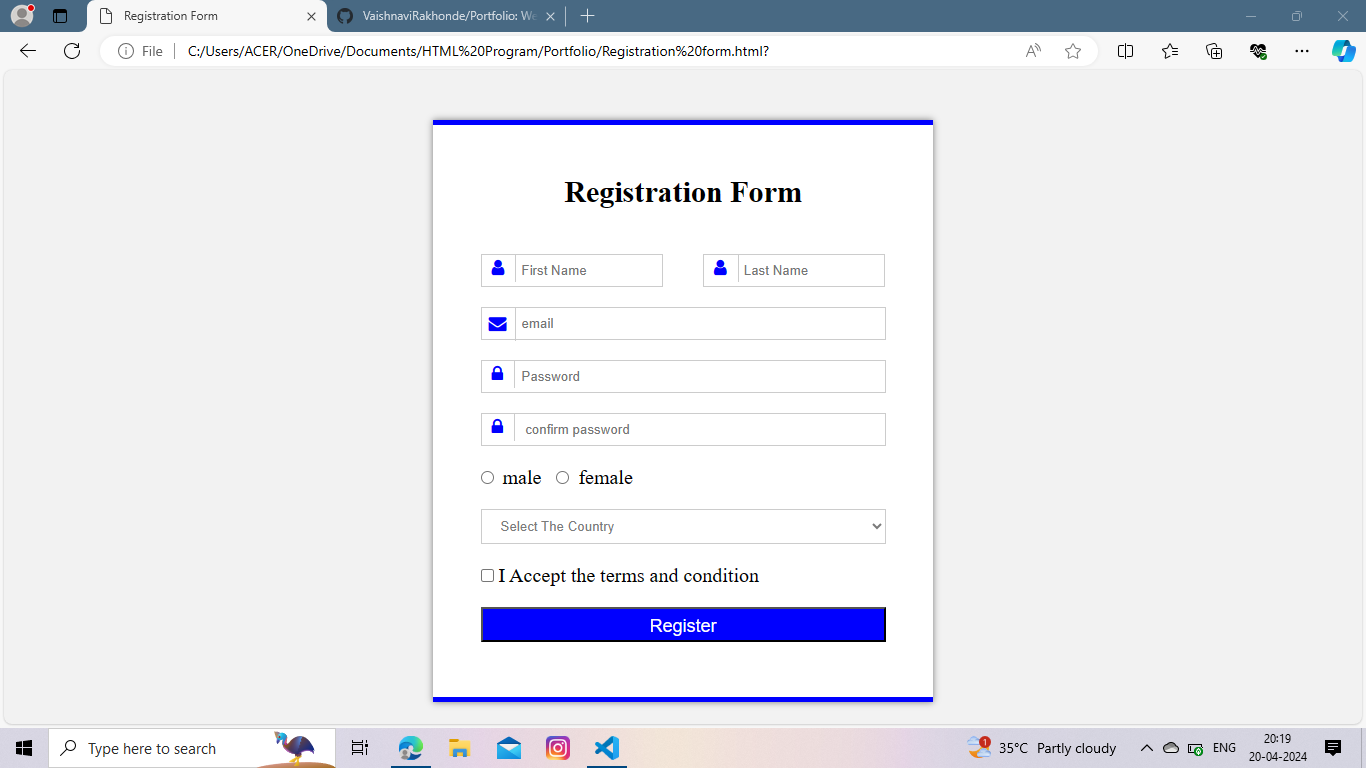 Registration Form
VaishnaviRakhonde/Portfolio: We
File
C:/Users/ACER/OneDrive/Documents/HTML%20Program/Portfolio/Registration%20form.html?
Registration Form
First Name
Last Name
email
Password
confirm password
male female
Select The Country
I Accept the terms and condition
Register
Type here to search
1
35°C Partly cloudy
ENG
20:19
20-04-2024